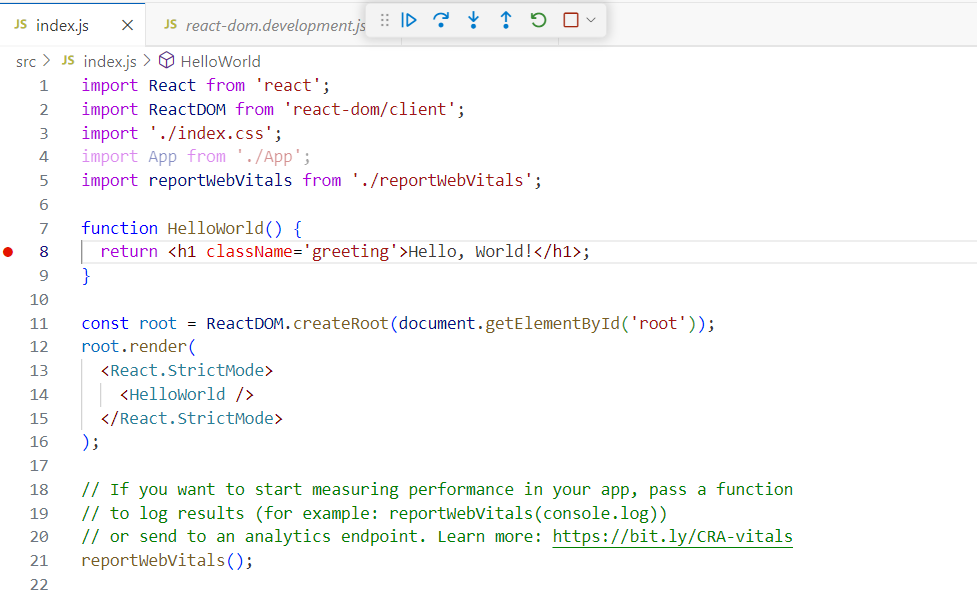 JS index.js JS react-dom.development.js
src JS index.js HelloWorld
1 import React from 'react';
2 import ReactDOM from 'react-dom/client';
3 import './index.css';
4 import App from './App';
5 import reportWebVitals from './reportWebVitals';
6
7 function HelloWorld() {
8   return <h1 className='greeting'>Hello, World!</h1>;
9 }
10
11 const root = ReactDOM.createRoot(document.getElementById('root'));
12 root.render(
13   <React.StrictMode>
14     <HelloWorld />
15   </React.StrictMode>
16 );
17
18 // If you want to start measuring performance in your app, pass a function
19 // to log results (for example: reportWebVitals(console.log))
20 // or send to an analytics endpoint. Learn more: https://bit.ly/CRA-vitals
21 reportWebVitals();
22